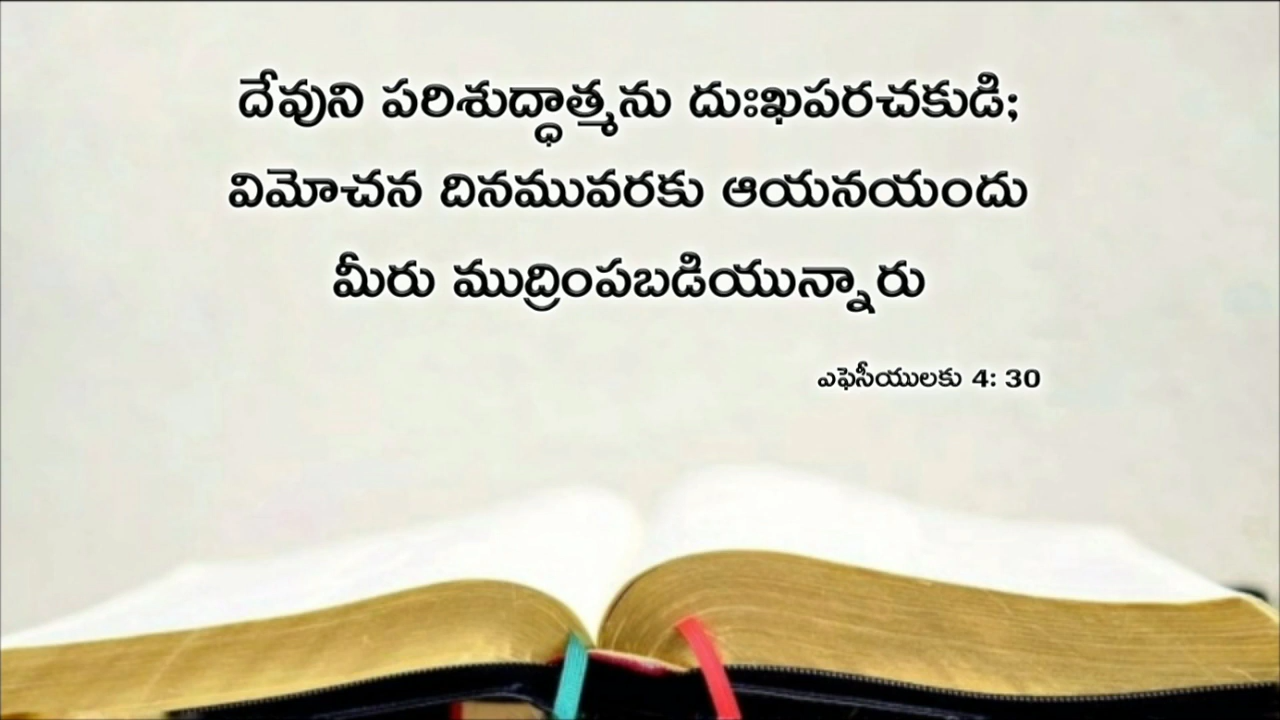 దేవుని పరిశుద్ధాత్మను దుఃఖపరచకుడి;
విమోచన దినమువరకు ఆయనయందు
మీరు ముద్రింపబడియున్నారు
ఎఫెసీయులకు 4: 30